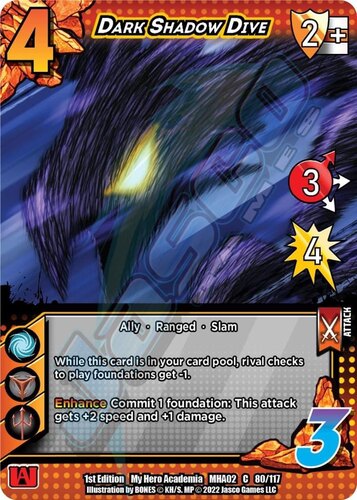 4
DARK SHADOW DIVE
2 +
3
4
ATTACK
Ally • Ranged • Slam
While this card is in your card pool, rival checks
to play foundations get -1.
Enhance Commit 1 foundation: This attack
gets +2 speed and +1 damage.
3
1st Edition My Hero Academia MHA02 C 80/117
Illustration by BONES © KH/S. MP © 2022 Jasco Games LLC